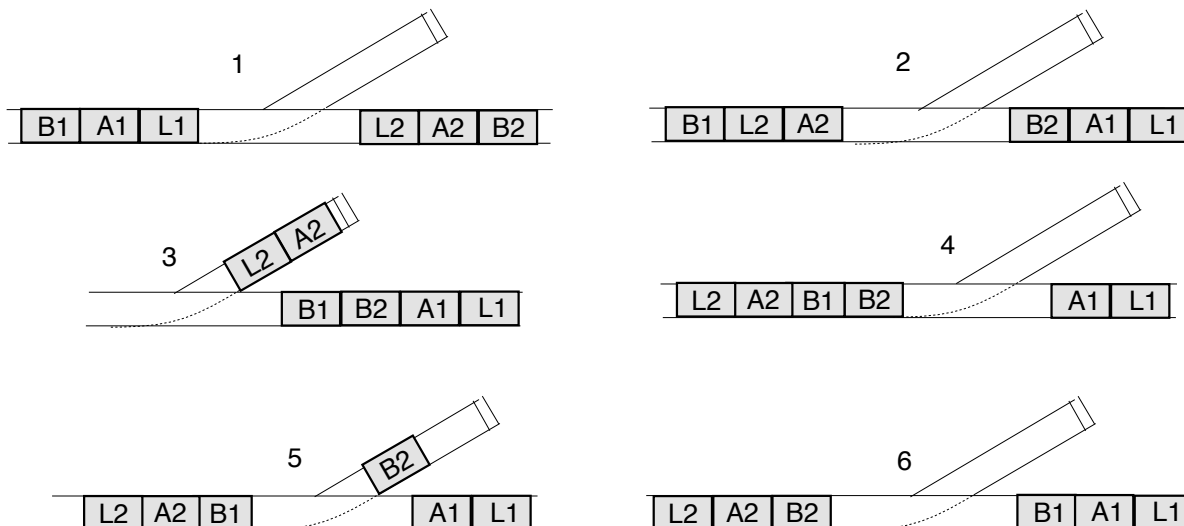 1
B1 A1 L1 L2 A2 B2
2
B1 L2 A2 B2 A1 L1
3
L2 A2
B1 B2 A1 L1
4
L2 A2 B1 B2 A1 L1
5
B2
L2 A2 B1 A1 L1
6
L2 A2 B2 B1 A1 L1